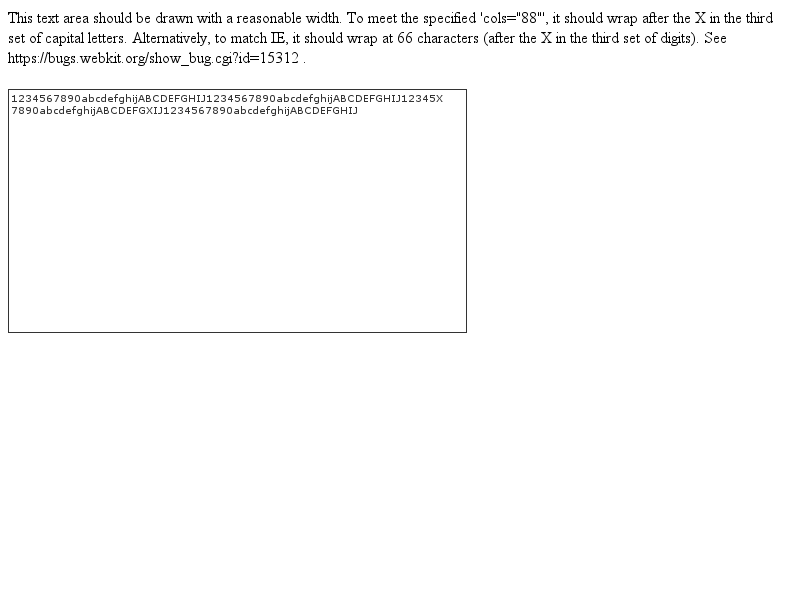 This text area should be drawn with a reasonable width. To meet the specified 'cols="88"', it should wrap after the X in the third
set of capital letters. Alternatively, to match IE, it should wrap at 66 characters (after the X in the third set of digits). See
https://bugs.webkit.org/show_bug.cgi?id=15312 .
1234567890abcdefghijABCDEFGHIJ1234567890abcdefghijABCDEFGHIJ12345X
7890abcdefghijABCDEFGXIJ1234567890abcdefghijABCDEFGHIJ